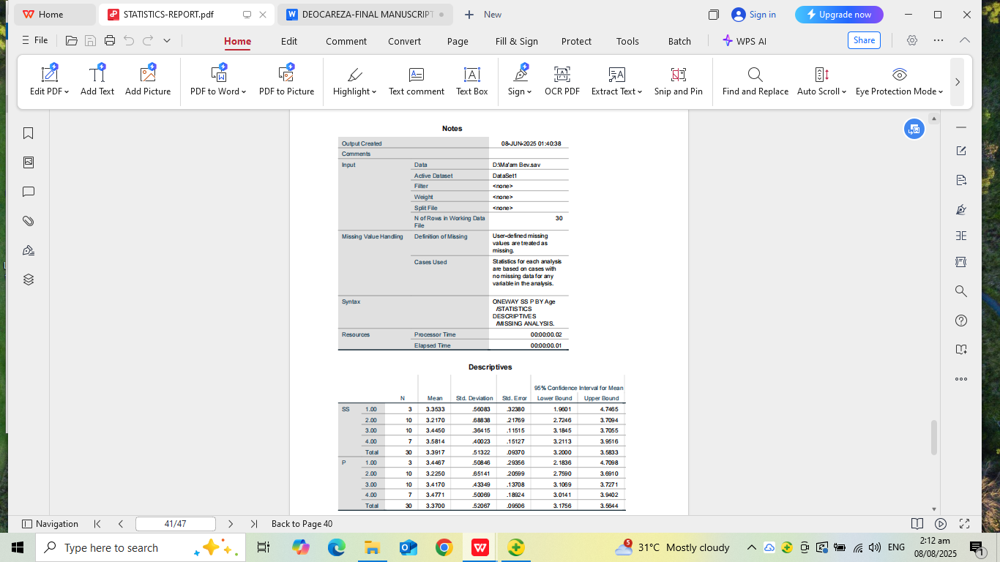 Home STATISTICS-REPORT.pdf DEOCAREZA-FINAL MANUSCRIPT New Sign in Upgrade now
File Home Edit Comment Convert Page Fill & Sign Protect Tools Batch WPS AI Share
Edit PDF Add Text Add Picture PDF to Word PDF to Picture Highlight Text comment Text Box Sign OCR PDF Extract Text Snip and Pin Find and Replace Auto Scroll Eye Protection Mode
Notes
Output Created 08-JUN-2025 01:40:38
Comments
Input Data D:\Ma'am Bev.sav
Active Dataset DataSet1
Filter <none>
Weight <none>
Split File <none>
N of Rows in Working Data 30
File
Missing Value Handling Definition of Missing User-defined missing
values are treated as
missing.
Cases Used Statistics for each analysis
are based on cases with
no missing data for any
variable in the analysis.
Syntax ONEWAY SS P BY Age
/STATISTICS
DESCRIPTIVES
/MISSING ANALYSIS.
Resources Processor Time 00:00:00.02
Elapsed Time 00:00:00.01
Descriptives
95% Confidence Interval for Mean
N Mean Std. Deviation Std. Error Lower Bound Upper Bound
SS 1.00 3 3.3533 .56083 .32380 1.9601 4.7465
2.00 10 3.2170 .68838 .21769 2.7246 3.7094
3.00 10 3.4450 .36415 .11515 3.1845 3.7055
4.00 7 3.5814 .40023 .15127 3.2113 3.9516
Total 30 3.3917 .51322 .09370 3.2000 3.5833
P 1.00 3 3.4467 .50846 .29356 2.1836 4.7098
2.00 10 3.2250 .65141 .20599 2.7590 3.6910
3.00 10 3.4170 .43349 .13708 3.1069 3.7271
4.00 7 3.4771 .50069 .18924 3.0141 3.9402
Total 30 3.3700 .52067 .09506 3.1756 3.5644
Navigation 41/47 Back to Page 40
Type here to search 5 31°C Mostly cloudy ENG 2:12 am
08/08/2025 1